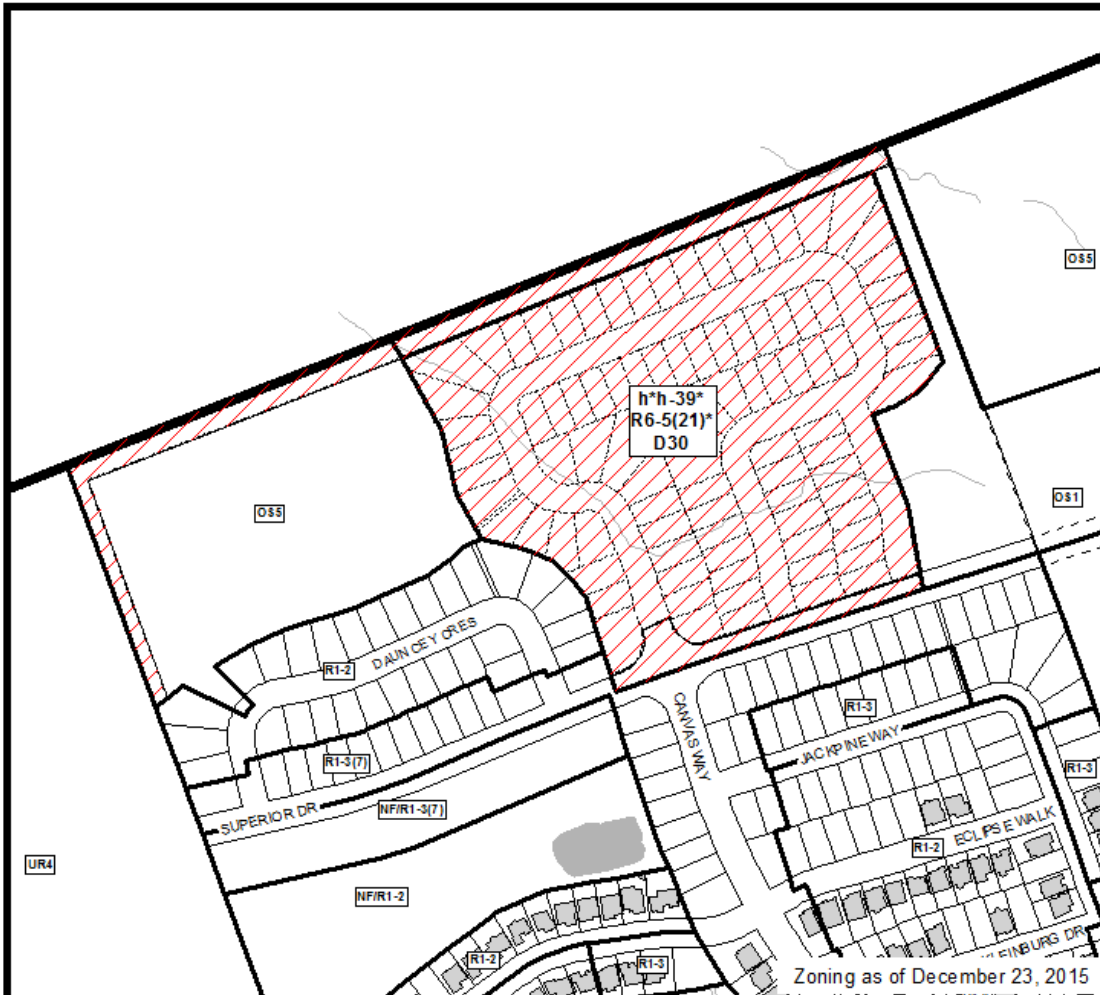 OS5
h*h-39*
R6-5(21)*
D30
OS1
OS5
DAUNCEY CRES
R1-2
R1-3
CANVAS WAY
JACKPINE WAY
R1-3(7)
R1-3
NF/R1-3(7)
SUPERIOR DR
ECLIPSE WALK
R1-2
UR4
NF/R1-2
KLEINBURG DR
R1-2
R1-3
Zoning as of December 23, 2015